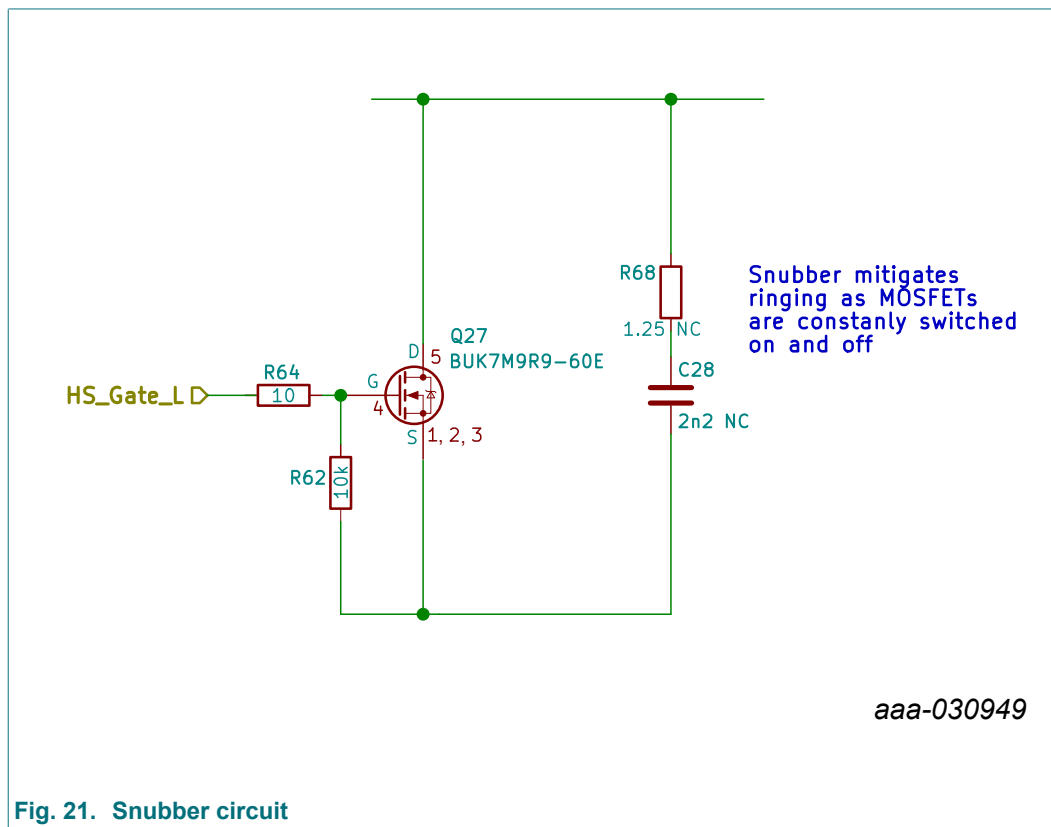 R68
1.25 NC
Snubber mitigates
ringing as MOSFETs
are constanly switched
on and off
Q27
BUK7M9R9-60E
D
5
C28
2n2 NC
R64
10
HS_Gate_L
G
4
S
1, 2, 3
R62
10k
aaa-030949
Fig. 21. Snubber circuit